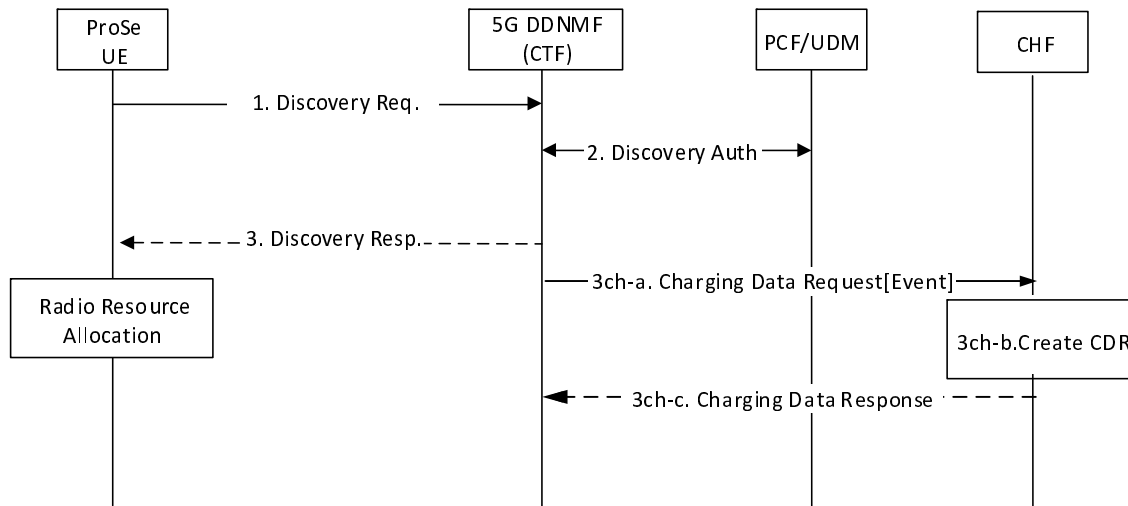 ProSe
UE
5G DDNMF
(CTF)
PCF/UDM
CHF
1. Discovery Req.
2. Discovery Auth
3. Discovery Resp.
3ch-a. Charging Data Request[Event]
Radio Resource
Allocation
3ch-b.Create CDR
3ch-c. Charging Data Response